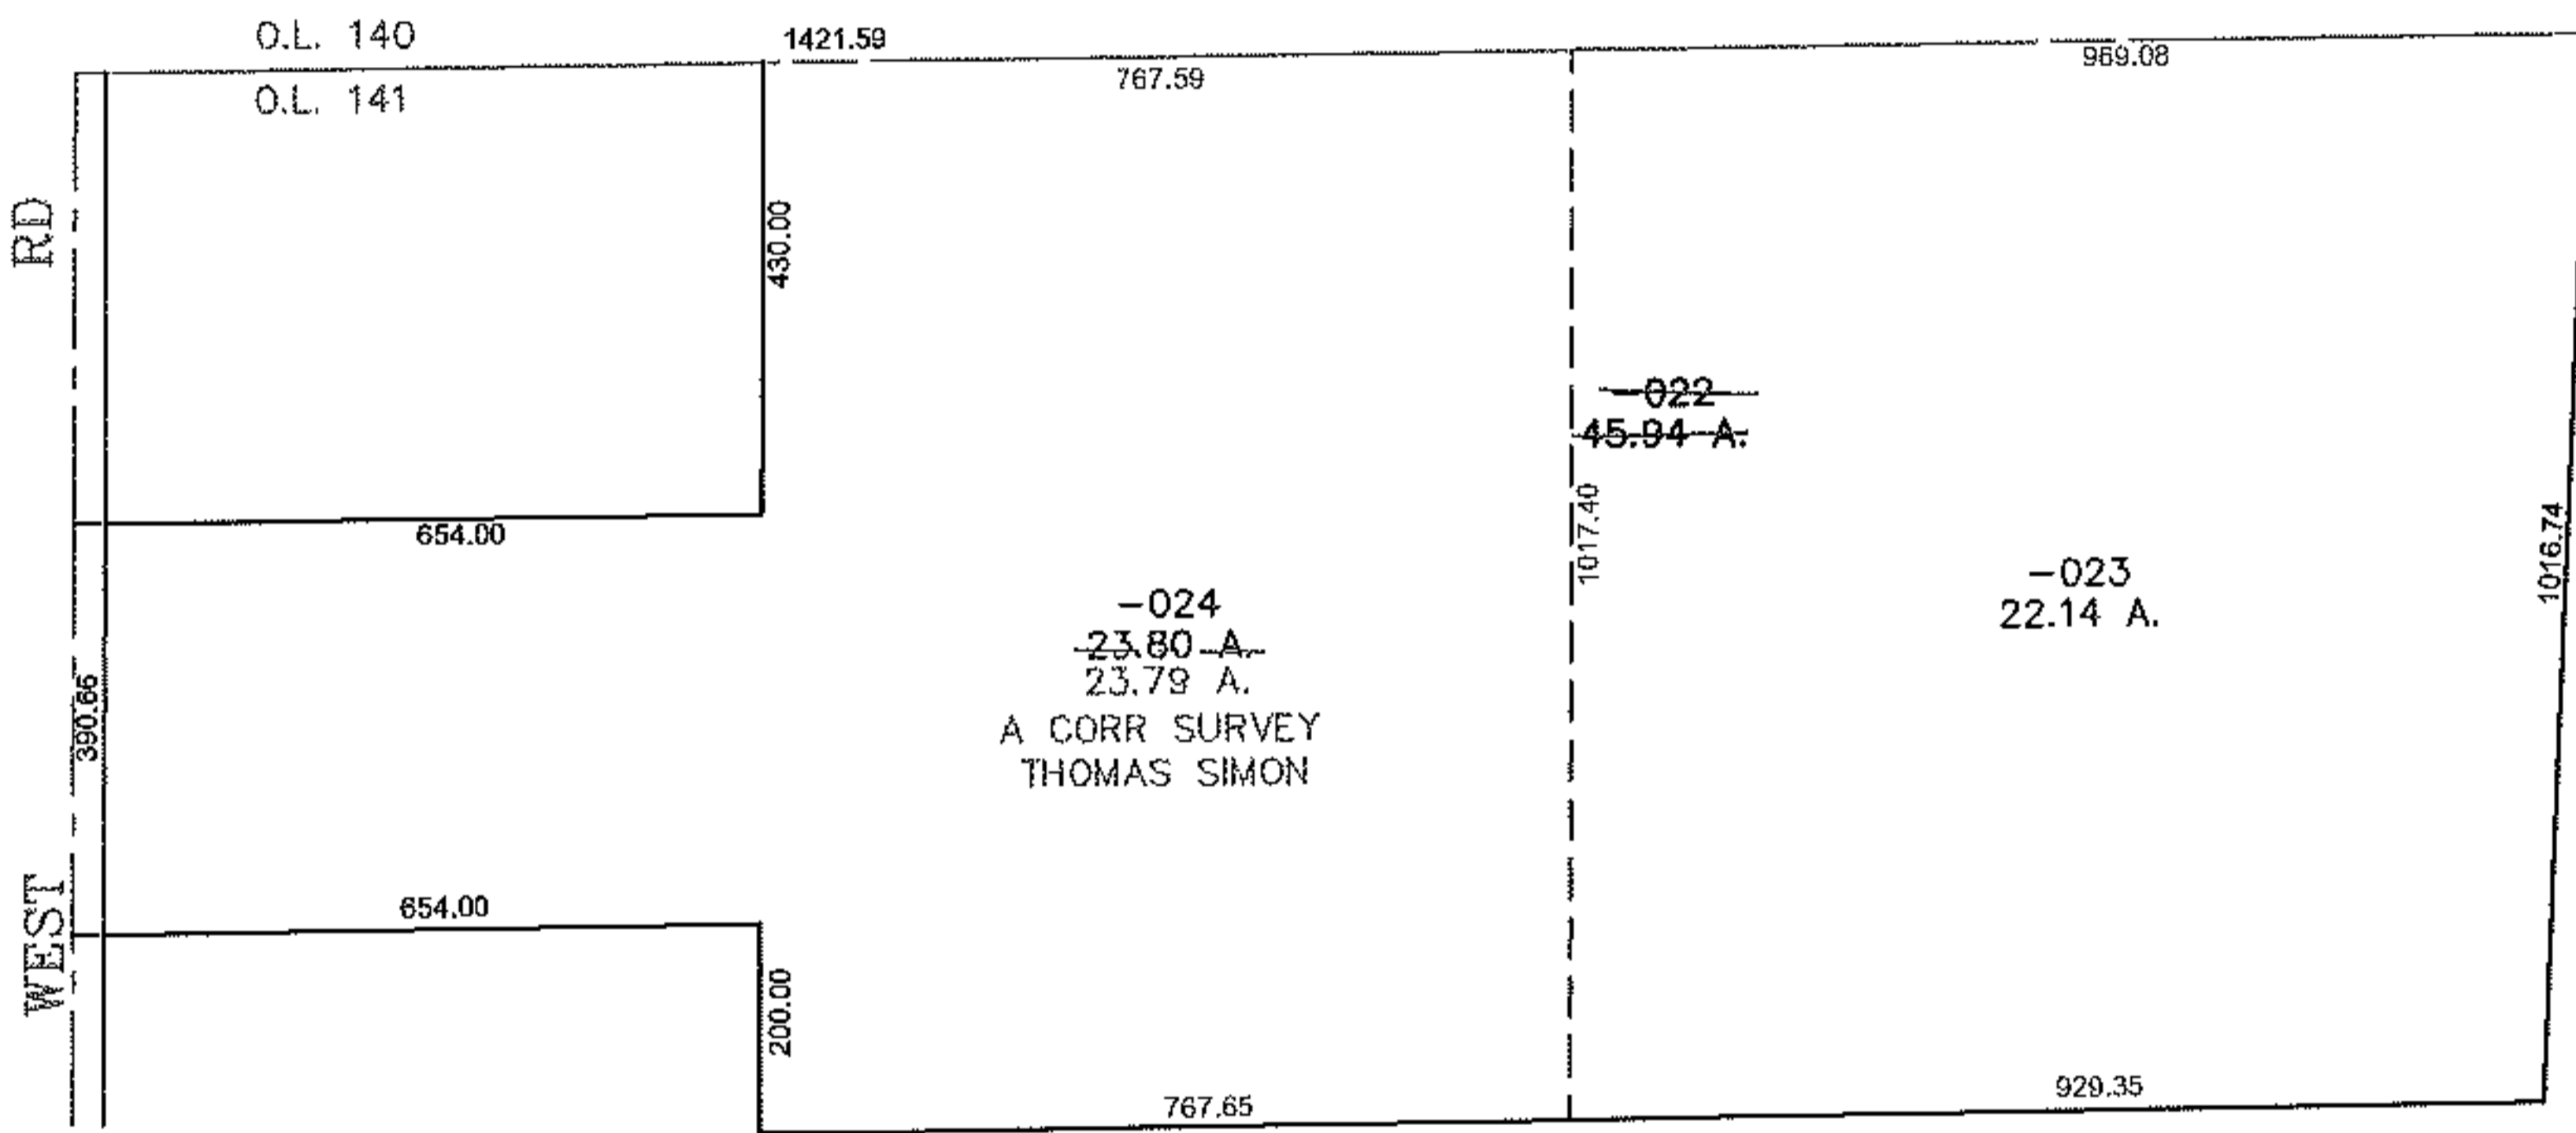 O.L. 140
1421.59
767.59
969.08
O.L. 141
RD
430.00
-022
45.94 A.
654.00
1017.40
1016.74
-023
22.14 A.
-024
23.80 A.
23.79 A.
A CORR SURVEY
THOMAS SIMON
390.66
WEST
654.00
200.00
767.65
929.35